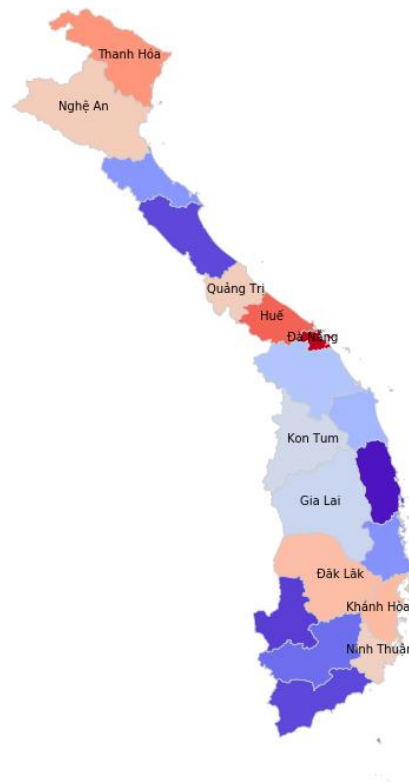 Thanh Hóa
Nghệ An
Quảng Trị
Huế
Đà Nẵng
Kon Tum
Gia Lai
Đăk Lăk
Khánh Hòa
Ninh Thuận